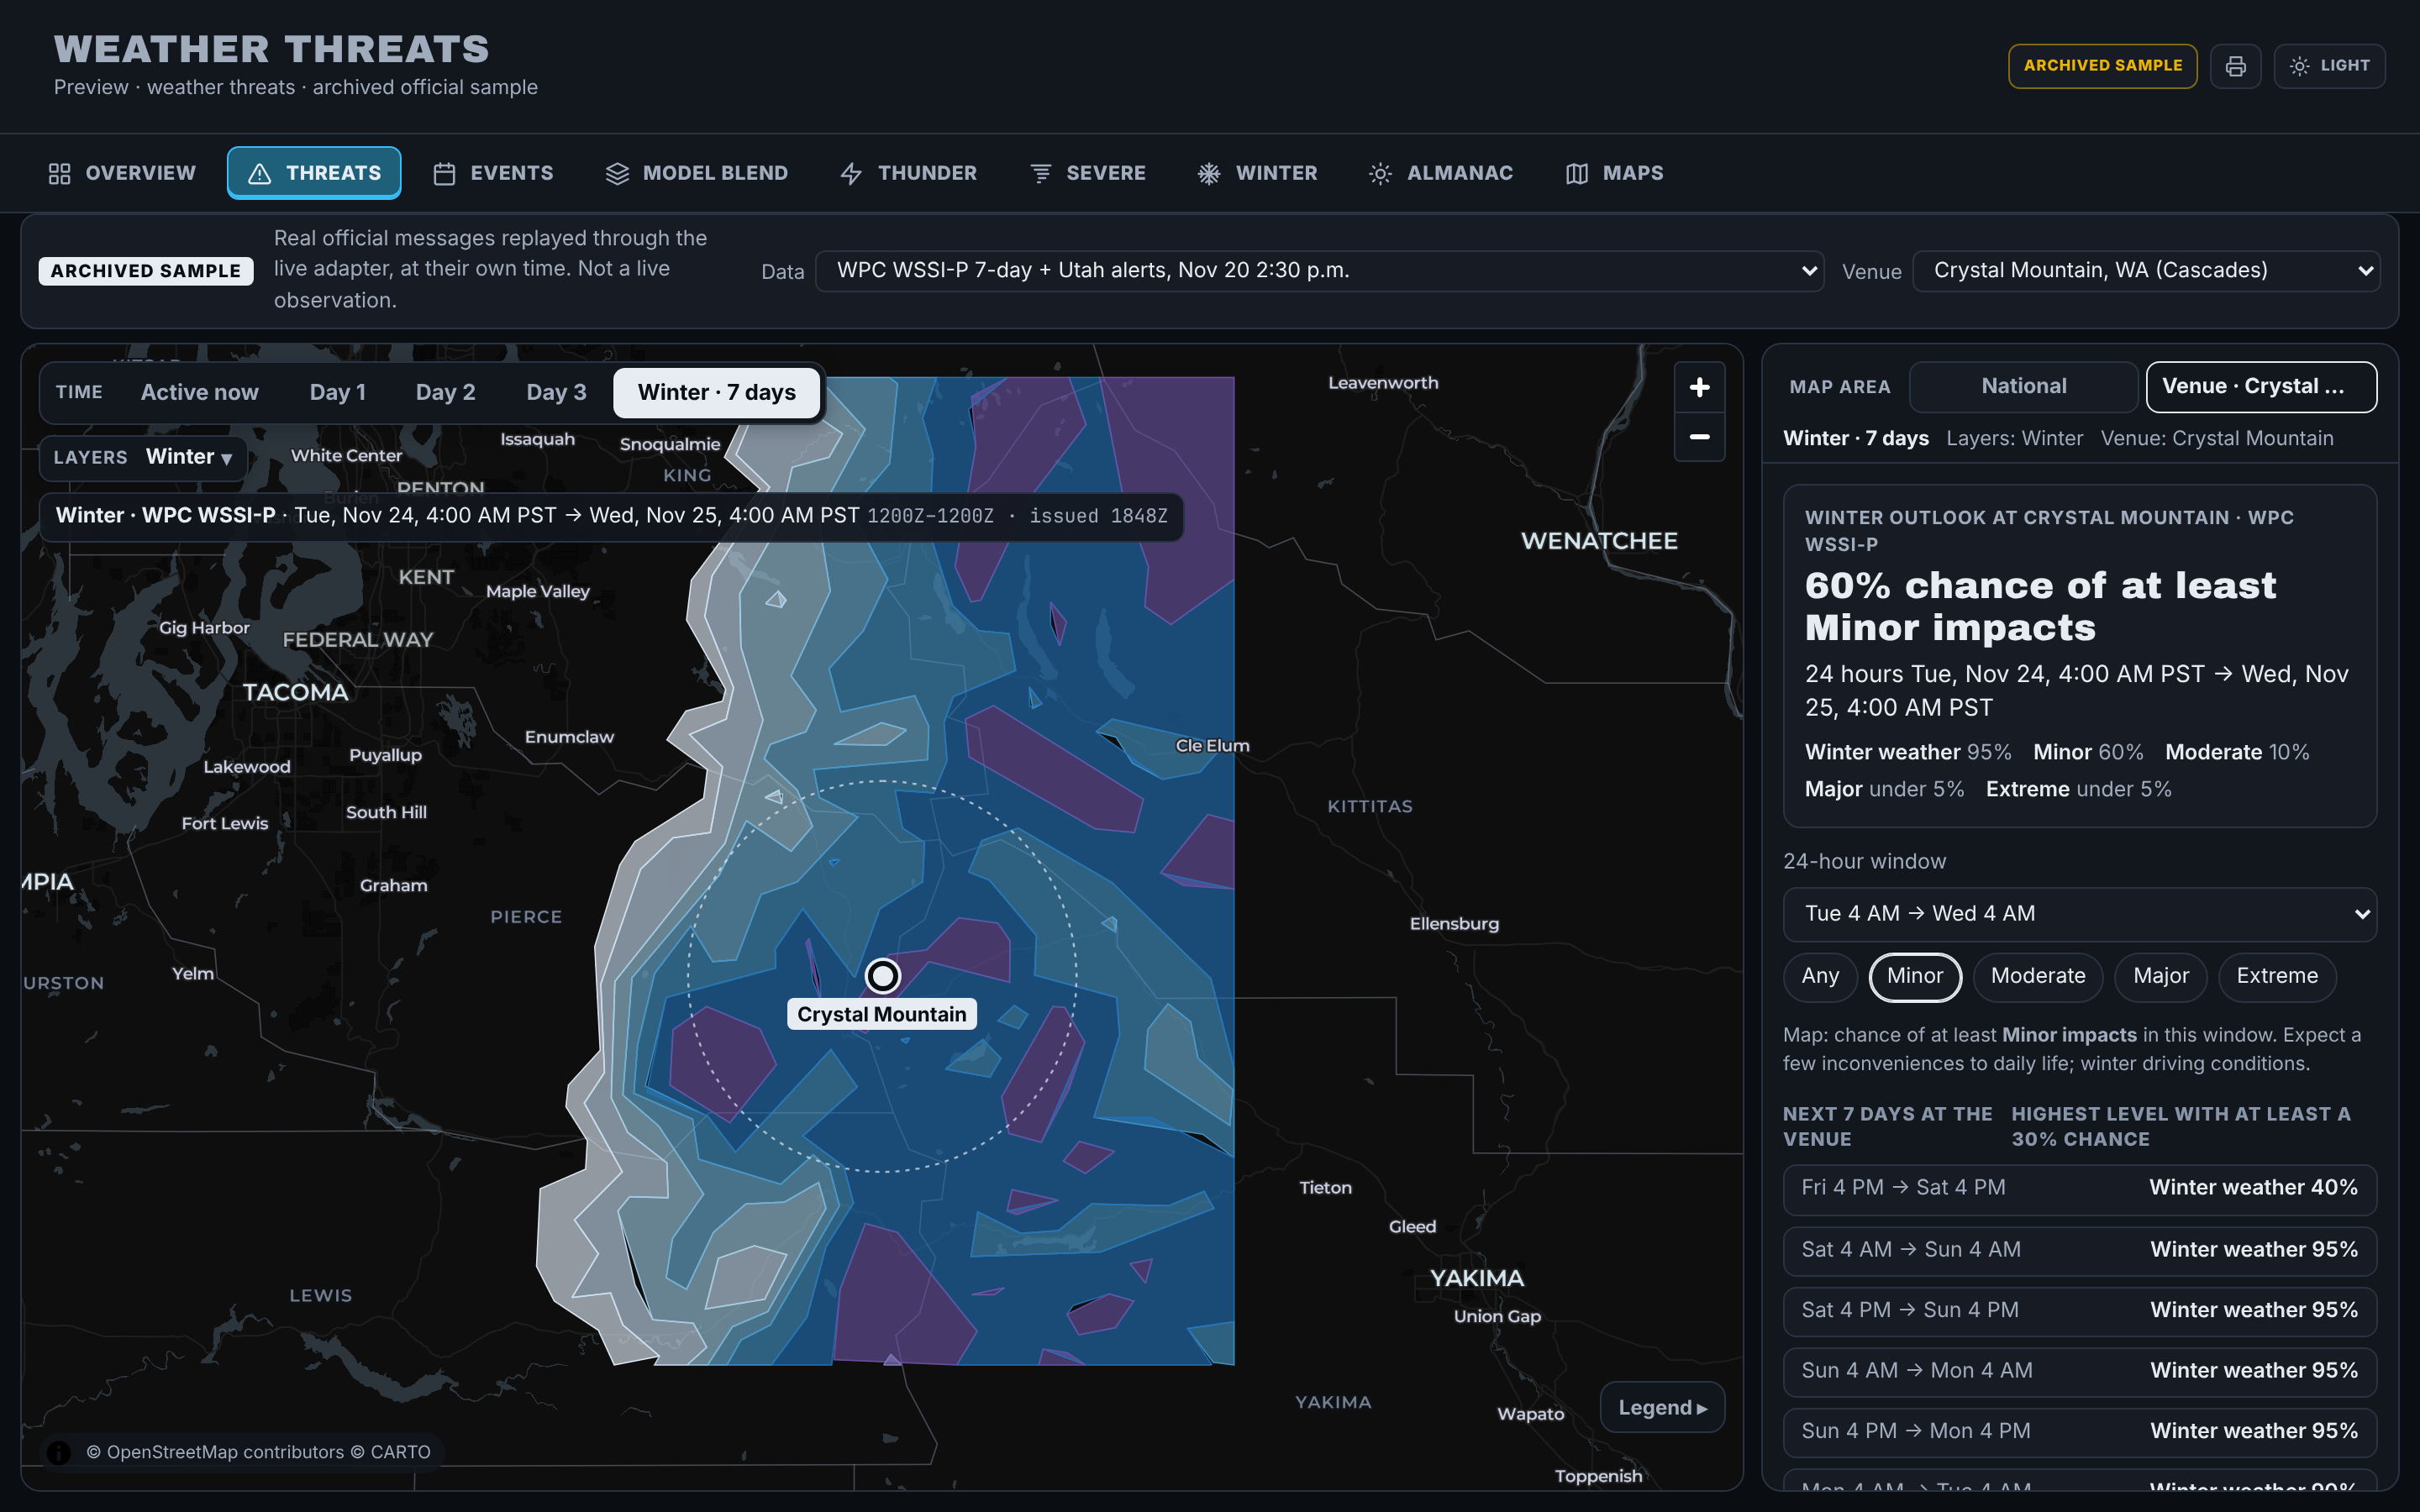 WEATHER THREATS
Preview · weather threats · archived official sample
ARCHIVED SAMPLE
LIGHT
OVERVIEW
THREATS
EVENTS
MODEL BLEND
THUNDER
SEVERE
WINTER
ALMANAC
MAPS
ARCHIVED SAMPLE
Real official messages replayed through the
live adapter, at their own time. Not a live
observation.
Data
WPC WSSI-P 7-day + Utah alerts, Nov 20 2:30 p.m.
Venue
Crystal Mountain, WA (Cascades)
TIME
Active now
Day 1
Day 2
Day 3
Winter · 7 days
LAYERS Winter ▾
Winter · WPC WSSI-P · Tue, Nov 24, 4:00 AM PST → Wed, Nov 25, 4:00 AM PST 1200Z–1200Z · issued 1848Z
+
−
Leavenworth
Issaquah
Snoqualmie
White Center
KING
RENTON
Burien
WENATCHEE
KENT
Maple Valley
Gig Harbor
FEDERAL WAY
TACOMA
Enumclaw
Cle Elum
Puyallup
Lakewood
South Hill
Fort Lewis
KITTITAS
MPIA
Graham
PIERCE
Ellensburg
Yelm
URSTON
Crystal Mountain
Tieton
Gleed
YAKIMA
LEWIS
Union Gap
YAKIMA
Wapato
Legend ▸
Toppenish
© OpenStreetMap contributors © CARTO
MAP AREA
National
Venue · Crystal ...
Winter · 7 days Layers: Winter Venue: Crystal Mountain
WINTER OUTLOOK AT CRYSTAL MOUNTAIN · WPC
WSSI-P
60% chance of at least
Minor impacts
24 hours Tue, Nov 24, 4:00 AM PST → Wed, Nov
25, 4:00 AM PST
Winter weather 95% Minor 60% Moderate 10%
Major under 5% Extreme under 5%
24-hour window
Tue 4 AM → Wed 4 AM
Any
Minor
Moderate
Major
Extreme
Map: chance of at least Minor impacts in this window. Expect a
few inconveniences to daily life; winter driving conditions.
NEXT 7 DAYS AT THE
VENUE
HIGHEST LEVEL WITH AT LEAST A
30% CHANCE
Fri 4 PM → Sat 4 PM Winter weather 40%
Sat 4 AM → Sun 4 AM Winter weather 95%
Sat 4 PM → Sun 4 PM Winter weather 95%
Sun 4 AM → Mon 4 AM Winter weather 95%
Sun 4 PM → Mon 4 PM Winter weather 95%
Mon 4 AM → Tue 4 AM Winter weather 90%